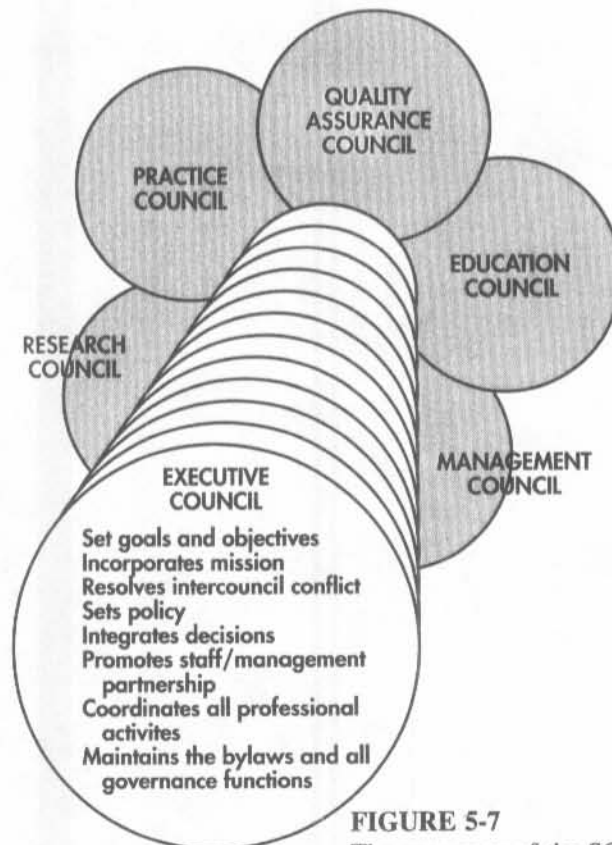 QUALITY
ASSURANCE
COUNCIL
PRACTICE
COUNCIL
EDUCATION
COUNCIL
RESEARCH
COUNCIL
MANAGEMENT
COUNCIL
EXECUTIVE
COUNCIL
Set goals and objectives
Incorporates mission
Resolves intercouncil conflict
Sets policy
Integrates decisions
Promotes staff/management
partnership
Coordinates all professional
activites
Maintains the bylaws and all
governance functions
FIGURE 5-7